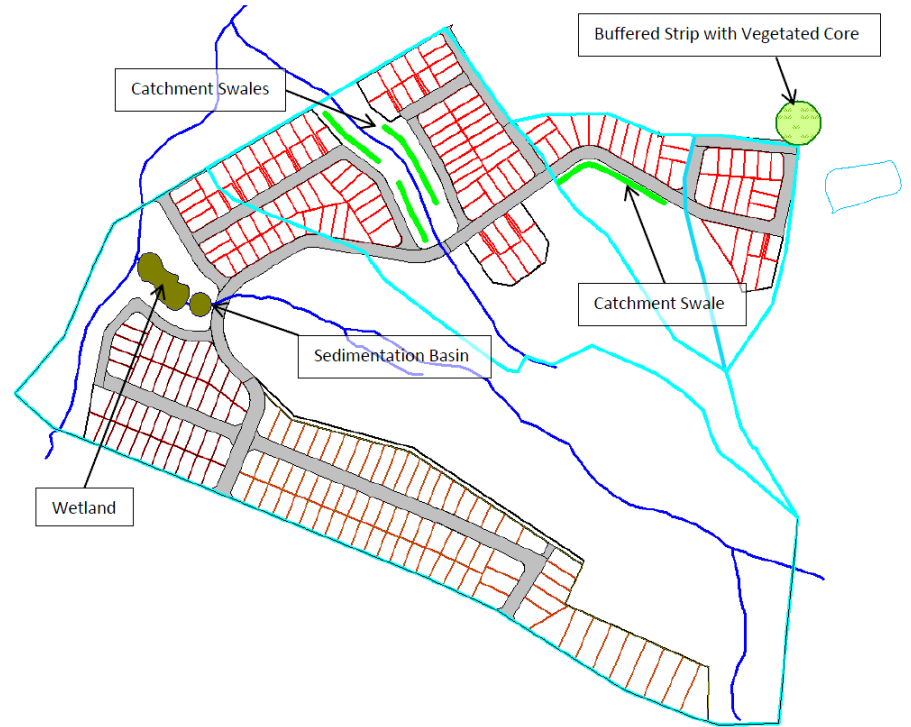 Buffered Strip with Vegetated Core
Catchment Swales
Catchment Swale
Sedimentation Basin
Wetland